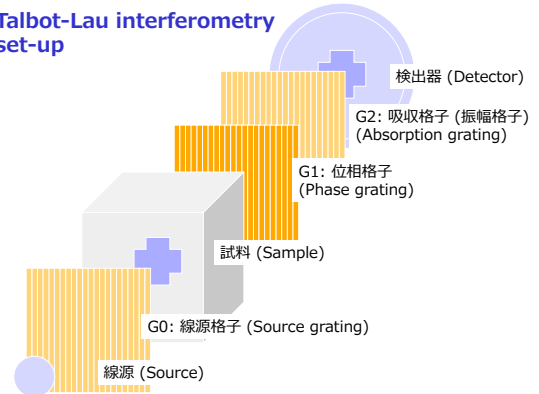 Talbot-Lau interferometry
set-up
検出器 (Detector)
G2: 吸収格子 (振幅格子)
(Absorption grating)
G1: 位相格子
(Phase grating)
試料 (Sample)
G0: 線源格子 (Source grating)
線源 (Source)